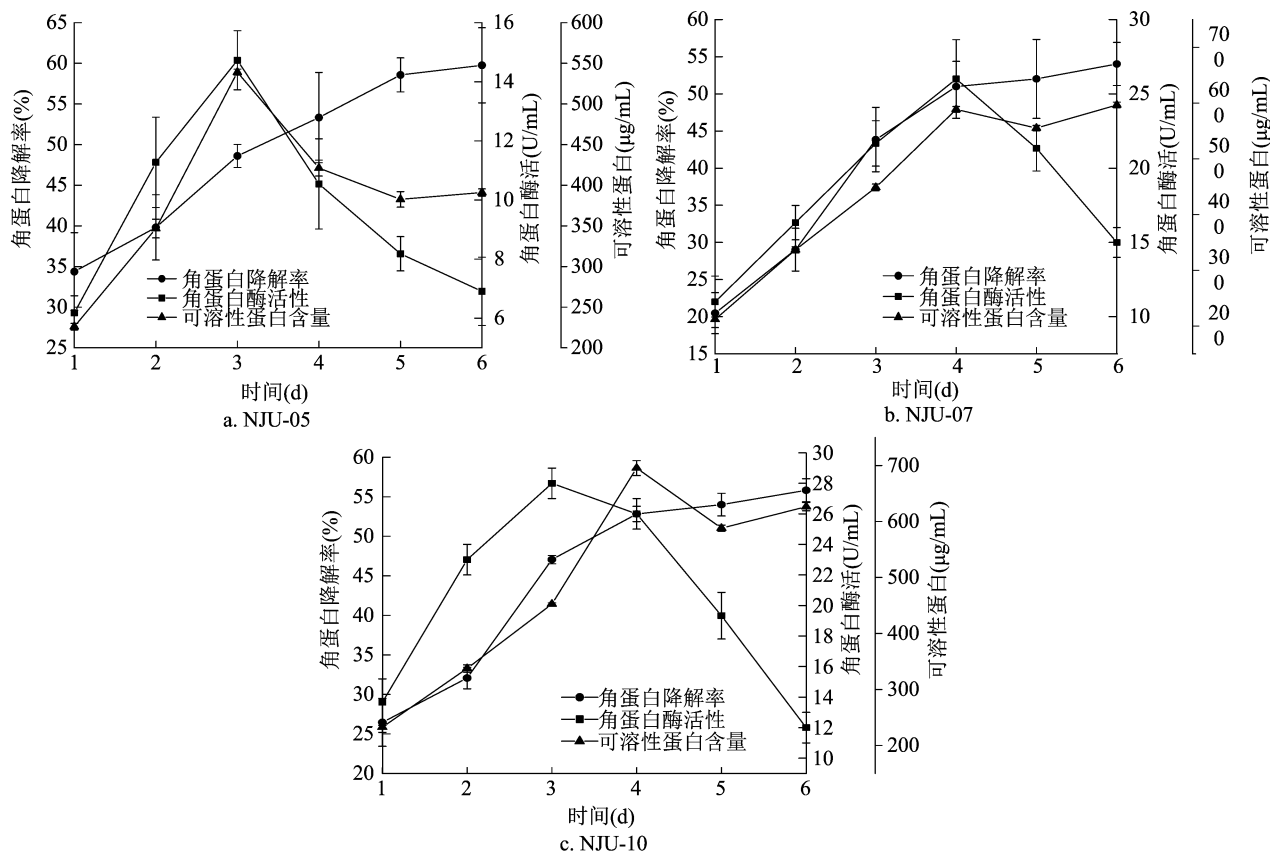 65
60
55
50
45
40
35
30
25
角蛋白降解率(%)
16
14
12
10
8
6
角蛋白酶活(U/mL)
600
550
500
450
400
350
300
250
200
可溶性蛋白(μg/mL)
角蛋白降解率
角蛋白酶活性
可溶性蛋白含量
1 2 3 4 5 6
时间(d)
a. NJU-05
60
55
50
45
40
35
30
25
20
15
角蛋白降解率(%)
30
25
20
15
10
角蛋白酶活(U/mL)
70
0
60
0
50
0
40
0
30
0
20
0
可溶性蛋白(μg/mL)
角蛋白降解率
角蛋白酶活性
可溶性蛋白含量
1 2 3 4 5 6
时间(d)
b. NJU-07
60
55
50
45
40
35
30
25
20
角蛋白降解率(%)
30
28
26
24
22
20
18
16
14
12
10
角蛋白酶活(U/mL)
700
600
500
400
300
200
可溶性蛋白(μg/mL)
角蛋白降解率
角蛋白酶活性
可溶性蛋白含量
1 2 3 4 5 6
时间(d)
c. NJU-10